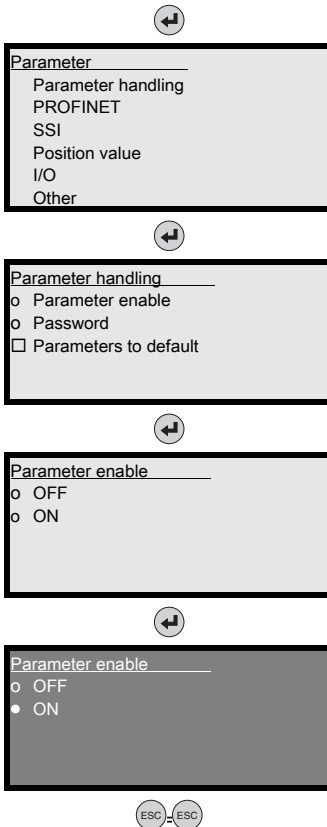 Parameter
Parameter handling
PROFINET
SSI
Position value
I/O
Other
Parameter handling
o Parameter enable
o Password
☐ Parameters to default
Parameter enable
o OFF
o ON
Parameter enable
o OFF
● ON
ESC-ESC